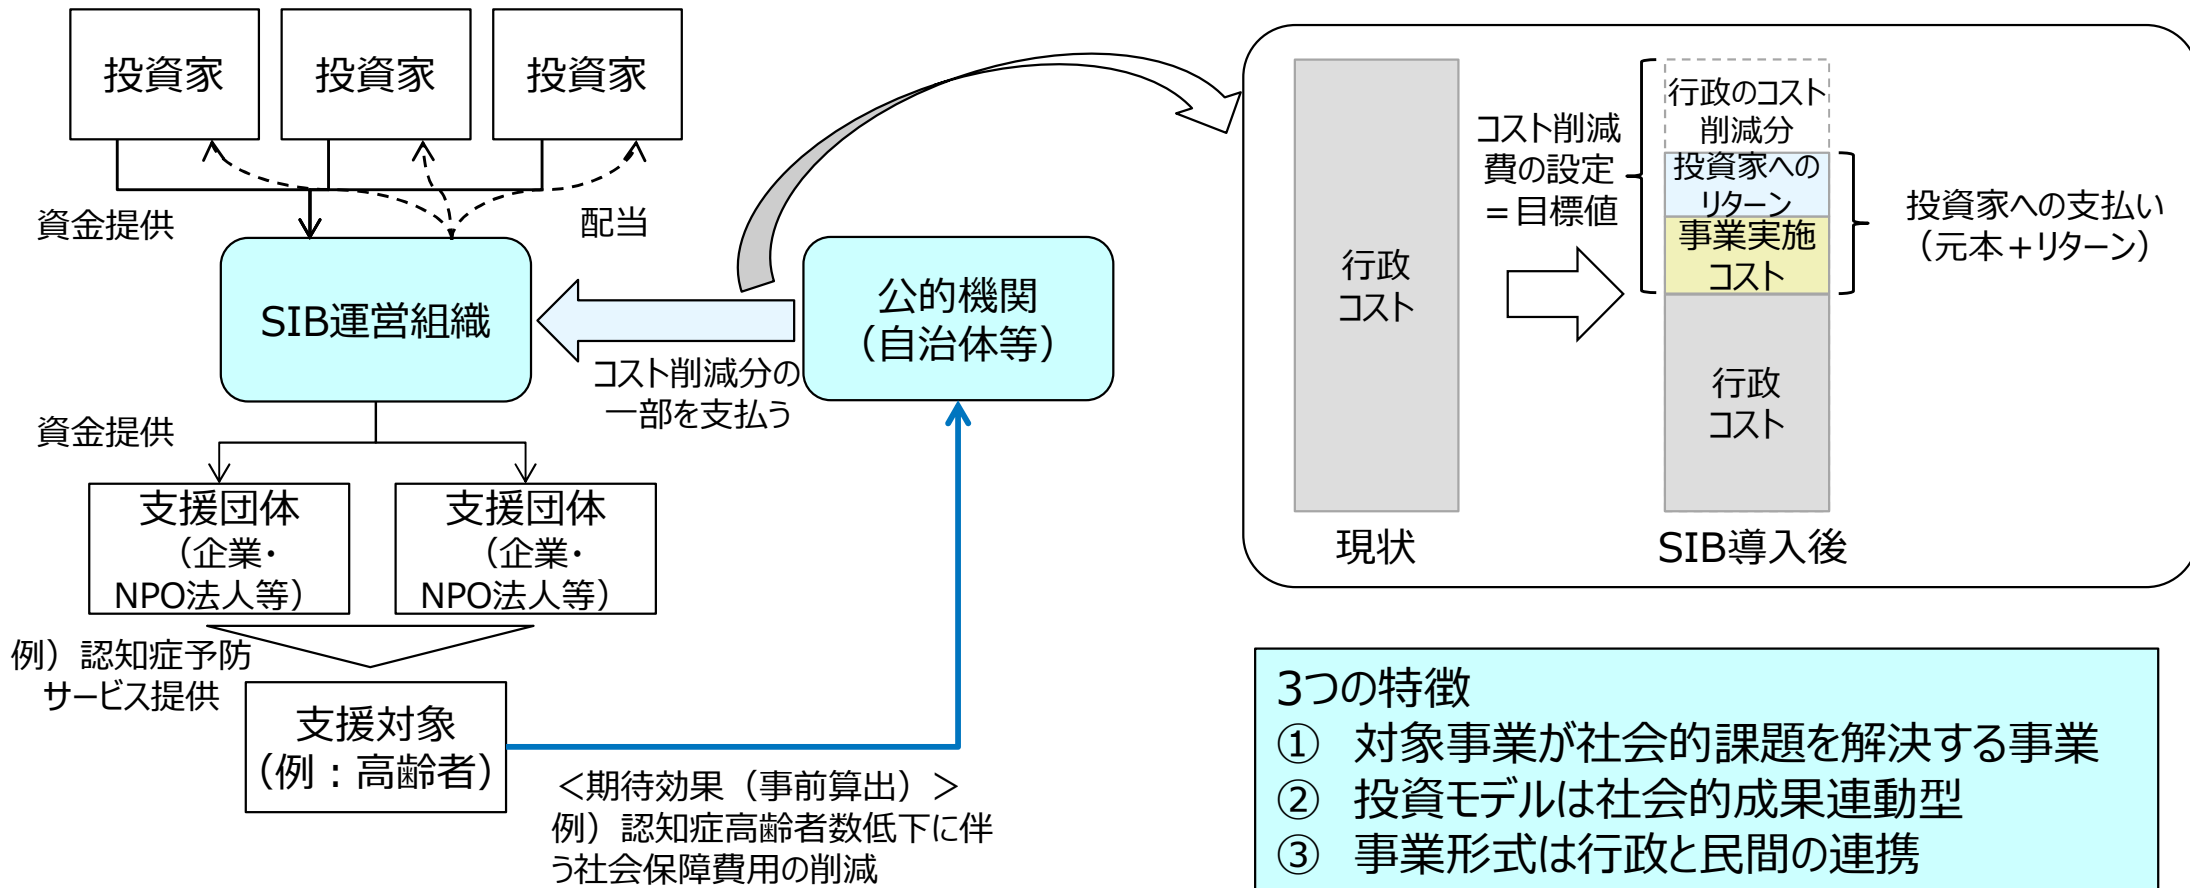 投資家
投資家
投資家
資金提供
配当
SIB運営組織
公的機関
（自治体等）
コスト削減分の
一部を支払う
資金提供
支援団体
（企業・
NPO法人等）
支援団体
（企業・
NPO法人等）
例）認知症予防
サービス提供
支援対象
（例：高齢者）
＜期待効果（事前算出）＞
例）認知症高齢者数低下に伴
う社会保障費用の削減
行政
コスト
現状
コスト削減
費の設定
＝目標値
行政のコスト
削減分
投資家への
リターン
事業実施
コスト
行政
コスト
SIB導入後
投資家への支払い
（元本＋リターン）
3つの特徴
① 対象事業が社会的課題を解決する事業
② 投資モデルは社会的成果連動型
③ 事業形式は行政と民間の連携